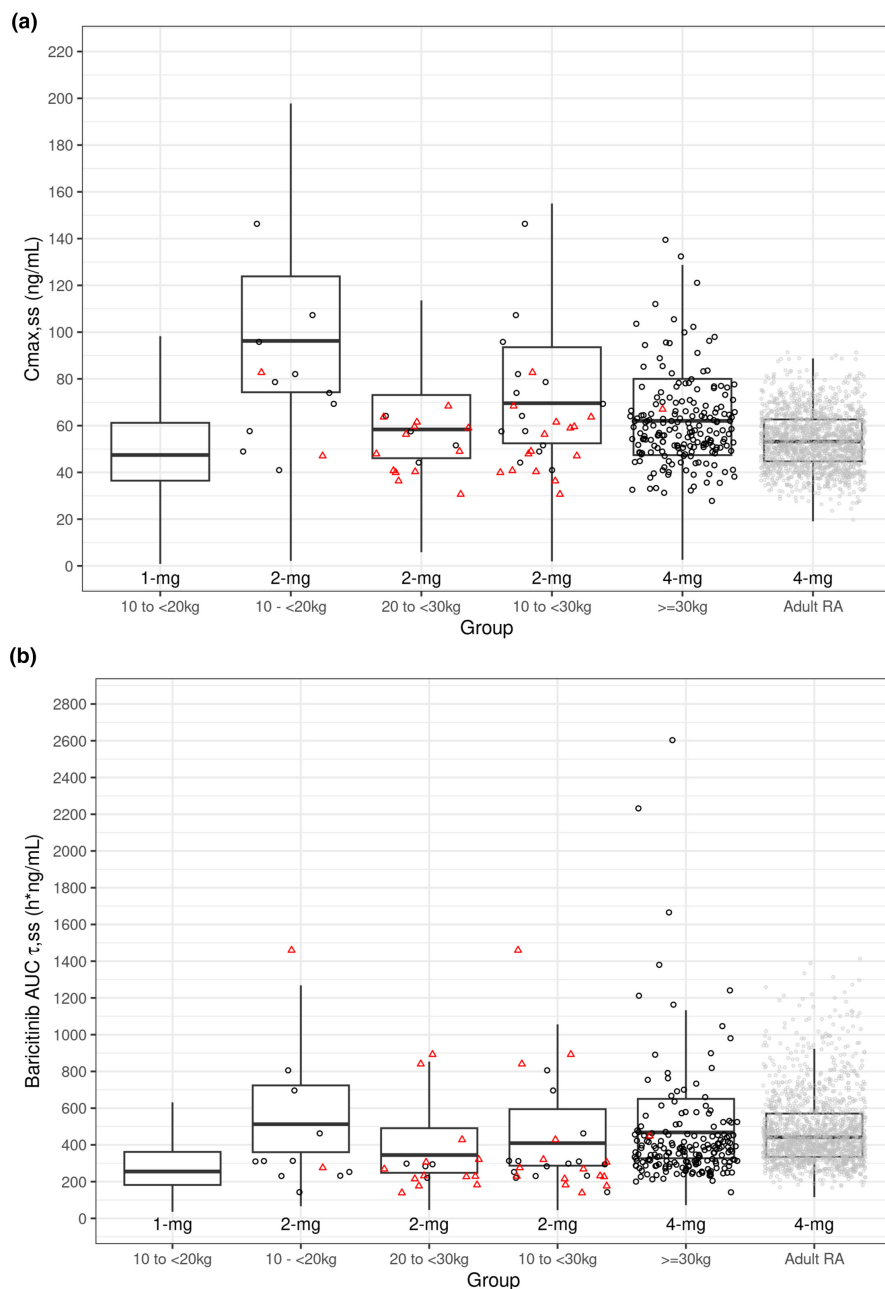 (a)
220
200
180
160
140
120
100
80
60
40
20
0
Cmax,ss (ng/mL)
1-mg 2-mg 2-mg 2-mg 4-mg 4-mg
10 to <20kg 10 - <20kg 20 to <30kg 10 to <30kg >=30kg Adult RA
Group
(b)
2800
2600
2400
2200
2000
1800
1600
1400
1200
1000
800
600
400
200
0
Baricitinib AUC τ,ss (h*ng/mL)
1-mg 2-mg 2-mg 2-mg 4-mg 4-mg
10 to <20kg 10 - <20kg 20 to <30kg 10 to <30kg >=30kg Adult RA
Group